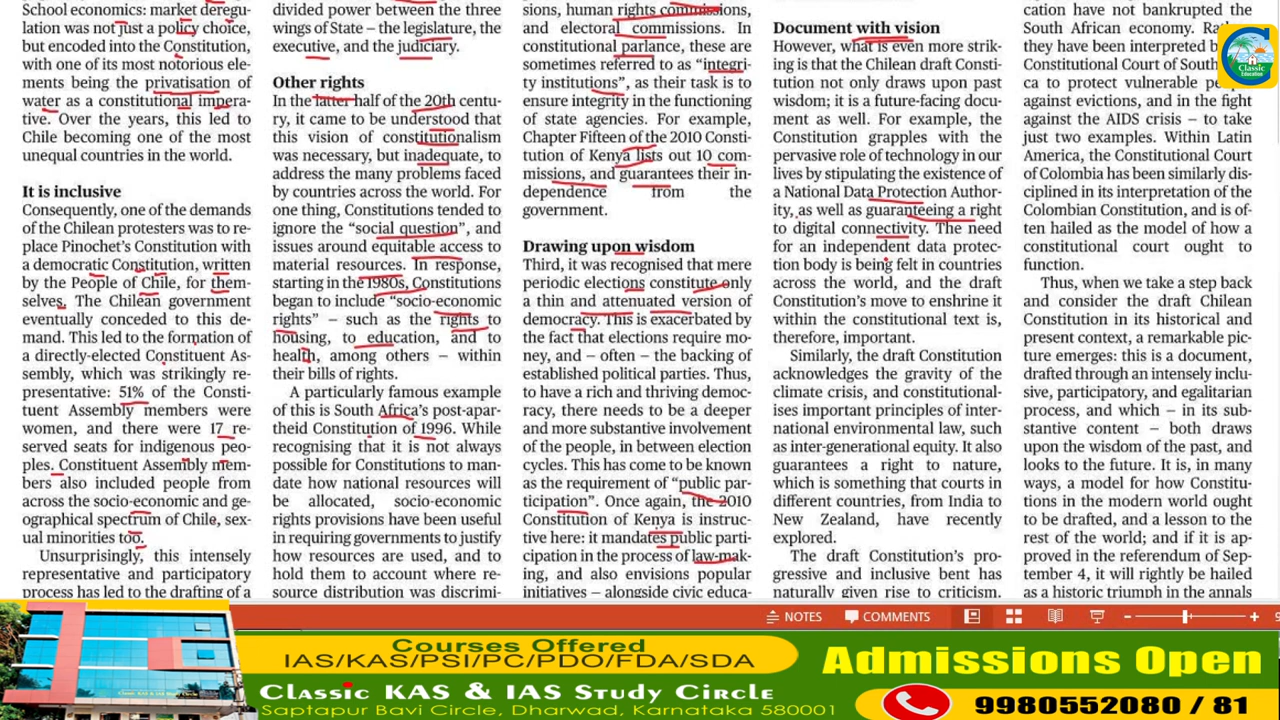 School economics: market deregu-
lation was not just a policy choice,
but encoded into the Constitution,
with one of its most notorious ele-
ments being the privatisation of
water as a constitutional impera-
tive. Over the years, this led to
Chile becoming one of the most
unequal countries in the world.
It is inclusive
Consequently, one of the demands
of the Chilean protesters was to re-
place Pinochet's Constitution with
a democratic Constitution, written
by the People of Chile, for them-
selves. The Chilean government
eventually conceded to this de-
mand. This led to the formation of
a directly-elected Constituent As-
sembly, which was strikingly re-
presentative: 51% of the Consti-
tuent Assembly members were
women, and there were 17 re-
served seats for indigenous peo-
ples. Constituent Assembly mem-
bers also included people from
across the socio-economic and ge-
ographical spectrum of Chile, sex-
ual minorities too.
Unsurprisingly, this intensely
representative and participatory
process has led to the drafting of a
divided power between the three
wings of State – the legislature, the
executive, and the judiciary.
Other rights
In the latter half of the 20th centu-
ry, it came to be understood that
this vision of constitutionalism
was necessary, but inadequate, to
address the many problems faced
by countries across the world. For
one thing, Constitutions tended to
ignore the “social question”, and
issues around equitable access to
material resources. In response,
starting in the 1980s, Constitutions
began to include “socio-economic
rights” – such as the rights to
housing, to education, and to
health, among others – within
their bills of rights.
A particularly famous example
of this is South Africa's post-apar-
theid Constitution of 1996. While
recognising that it is not always
possible for Constitutions to man-
date how national resources will
be allocated, socio-economic
rights provisions have been useful
in requiring governments to justify
how resources are used, and to
hold them to account where re-
source distribution was discrimi-
sions, human rights commissions,
and electoral commissions. In
constitutional parlance, these are
sometimes referred to as “integri-
ty institutions”, as their task is to
ensure integrity in the functioning
of state agencies. For example,
Chapter Fifteen of the 2010 Consti-
tution of Kenya lists out 10 com-
missions, and guarantees their in-
dependence from the
government.
Drawing upon wisdom
Third, it was recognised that mere
periodic elections constitute only
a thin and attenuated version of
democracy. This is exacerbated by
the fact that elections require mo-
ney, and – often – the backing of
established political parties. Thus,
to have a rich and thriving democ-
racy, there needs to be a deeper
and more substantive involvement
of the people, in between election
cycles. This has come to be known
as the requirement of “public par-
ticipation”. Once again, the 2010
Constitution of Kenya is instruc-
tive here: it mandates public parti-
cipation in the process of law-mak-
ing, and also envisions popular
initiatives – alongside civic educa-
Document with vision
However, what is even more strik-
ing is that the Chilean draft Consti-
tution not only draws upon past
wisdom; it is a future-facing docu-
ment as well. For example, the
Constitution grapples with the
pervasive role of technology in our
lives by stipulating the existence of
a National Data Protection Author-
ity, as well as guaranteeing a right
to digital connectivity. The need
for an independent data protec-
tion body is being felt in countries
across the world, and the draft
Constitution's move to enshrine it
within the constitutional text is,
therefore, important.
Similarly, the draft Constitution
acknowledges the gravity of the
climate crisis, and constitutional-
ises important principles of inter-
national environmental law, such
as inter-generational equity. It also
guarantees a right to nature,
which is something that courts in
different countries, from India to
New Zealand, have recently
explored.
The draft Constitution's pro-
gressive and inclusive bent has
naturally given rise to criticism.
cation have not bankrupted the
South African economy.
they have been interpreted
Constitutional Court of South
ca to protect vulnerable
against evictions, and in the fight
against the AIDS crisis – to take
just two examples. Within Latin
America, the Constitutional Court
of Colombia has been similarly dis-
ciplined in its interpretation of the
Colombian Constitution, and is of-
ten hailed as the model of how a
constitutional court ought to
function.
Thus, when we take a step back
and consider the draft Chilean
Constitution in its historical and
present context, a remarkable pic-
ture emerges: this is a document,
drafted through an intensely inclu-
sive, participatory, and egalitarian
process, and which – in its sub-
stantive content – both draws
upon the wisdom of the past, and
looks to the future. It is, in many
ways, a model for how Constitu-
tions in the modern world ought
to be drafted, and a lesson to the
rest of the world; and if it is ap-
proved in the referendum of Sep-
tember 4, it will rightly be hailed
as a historic triumph in the annals
Classic
Education
NOTES
COMMENTS
Courses Offered
IAS/KAS/PSI/PC/PDO/FDA/SDA
Classic KAS & IAS Study Circle
Saptapur Bavi Circle, Dharwad, Karnataka 580001
Admissions Open
9980552080 / 81